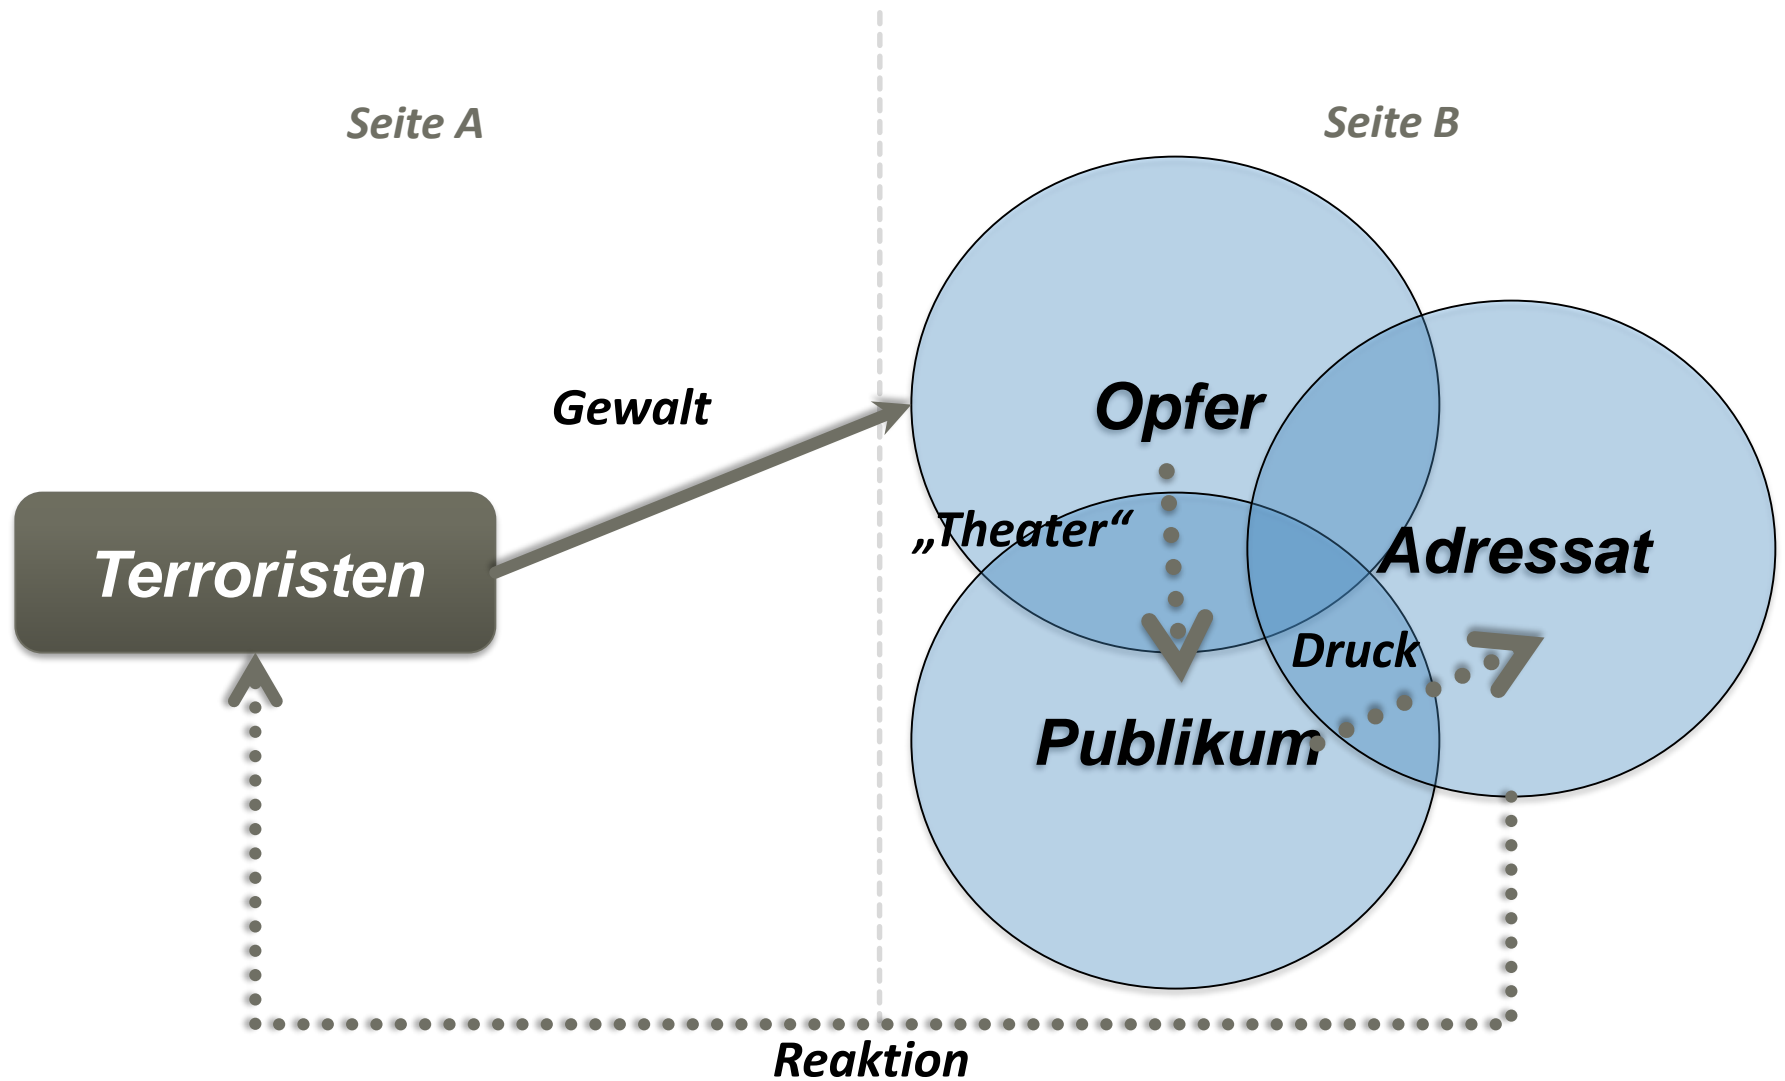 Seite A
Seite B
Gewalt
Opfer
„Theater“
Terroristen
Adressat
Druck
Publikum
Reaktion